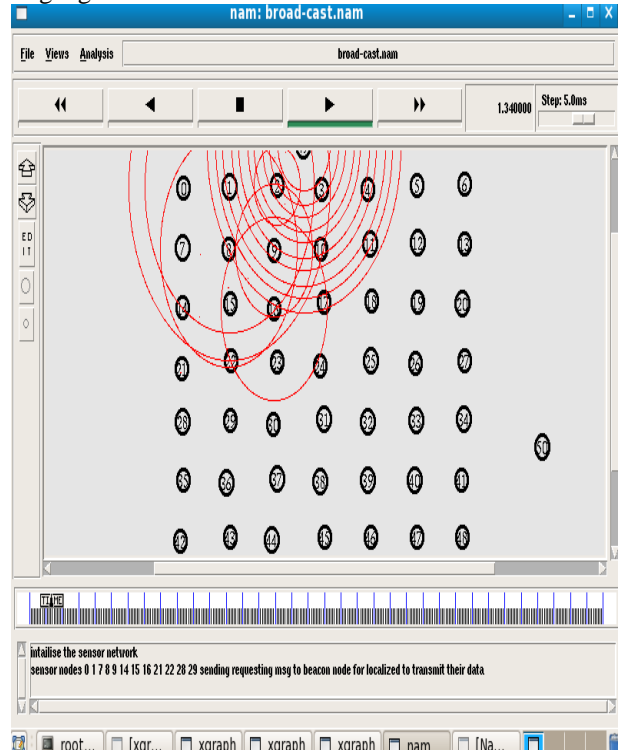 nam: broad-cast.nam
File Views Analysis broad-cast.nam
1.340000 Step: 5.0ms
ED
IT
0 1 2 3 4 5 6
7 8 9 10 11 12 13
14 15 16 17 18 19 20
21 22 23 24 25 26 27
28 29 30 31 32 33 34
50
35 36 37 38 39 40 41
42 43 44 45 46 47 48
TIME
intailise the sensor network
sensor nodes 0 1 7 8 9 14 15 16 21 22 28 29 sending requesting msg to beacon node for localized to transmit their data
root... [xgr... xgraph xgraph xgraph nam [Na...